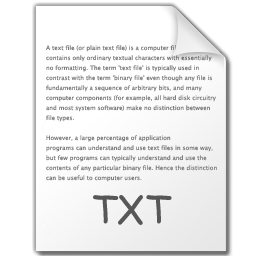 A text file (or plain text file) is a computer fil
contains only ordinary textual characters with essentially
no formatting. The term 'text file' is typically used in
contrast with the term 'binary file' even though any file is
fundamentally a sequence of arbitrary bits, and many
computer components (for example, all hard disk circuitry
and most system software) make no distinction between
file types.
However, a large percentage of application
programs can understand and use text files in some way,
but few programs can typically understand and use the
contents of any particular binary file. Hence the distinction
can be useful to computer users.
TXT